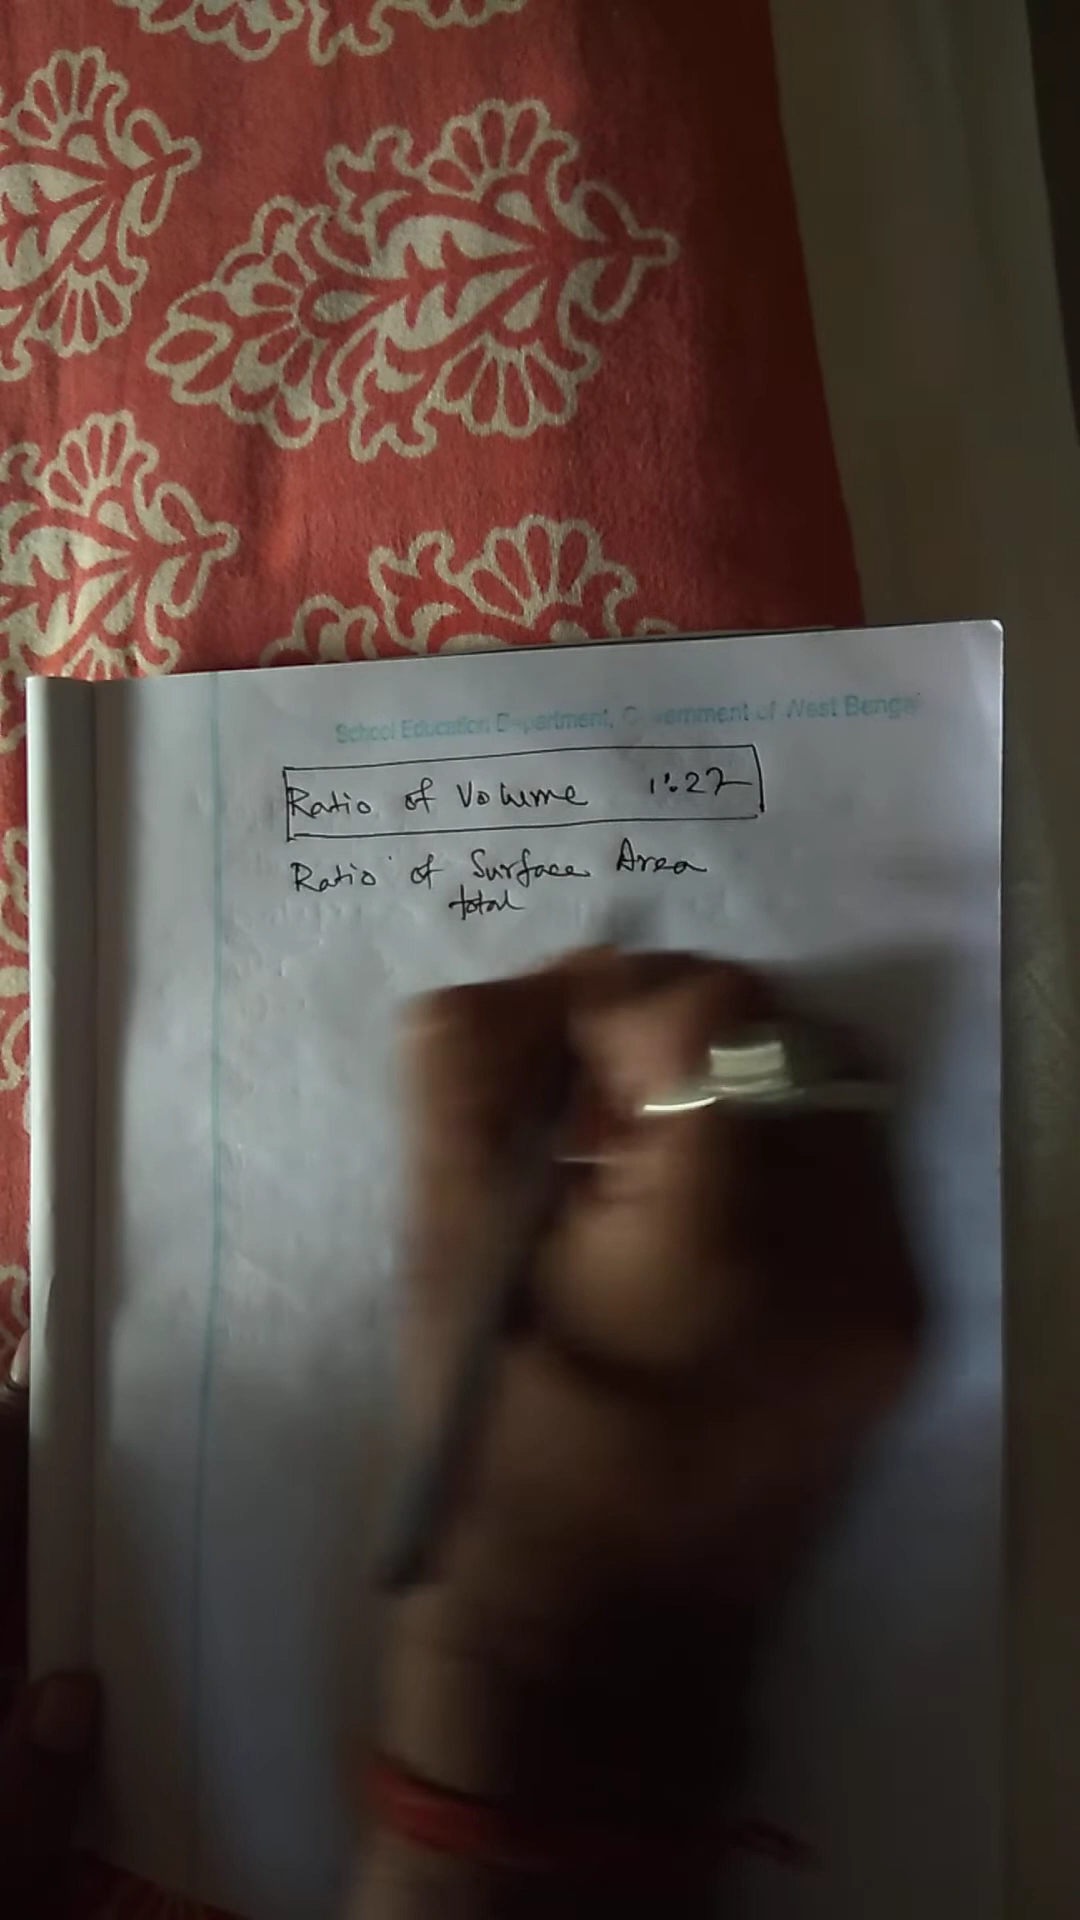 School Education Department, Government of West Bengal
Ratio of Volume 1:27
Ratio of Surface Area
total